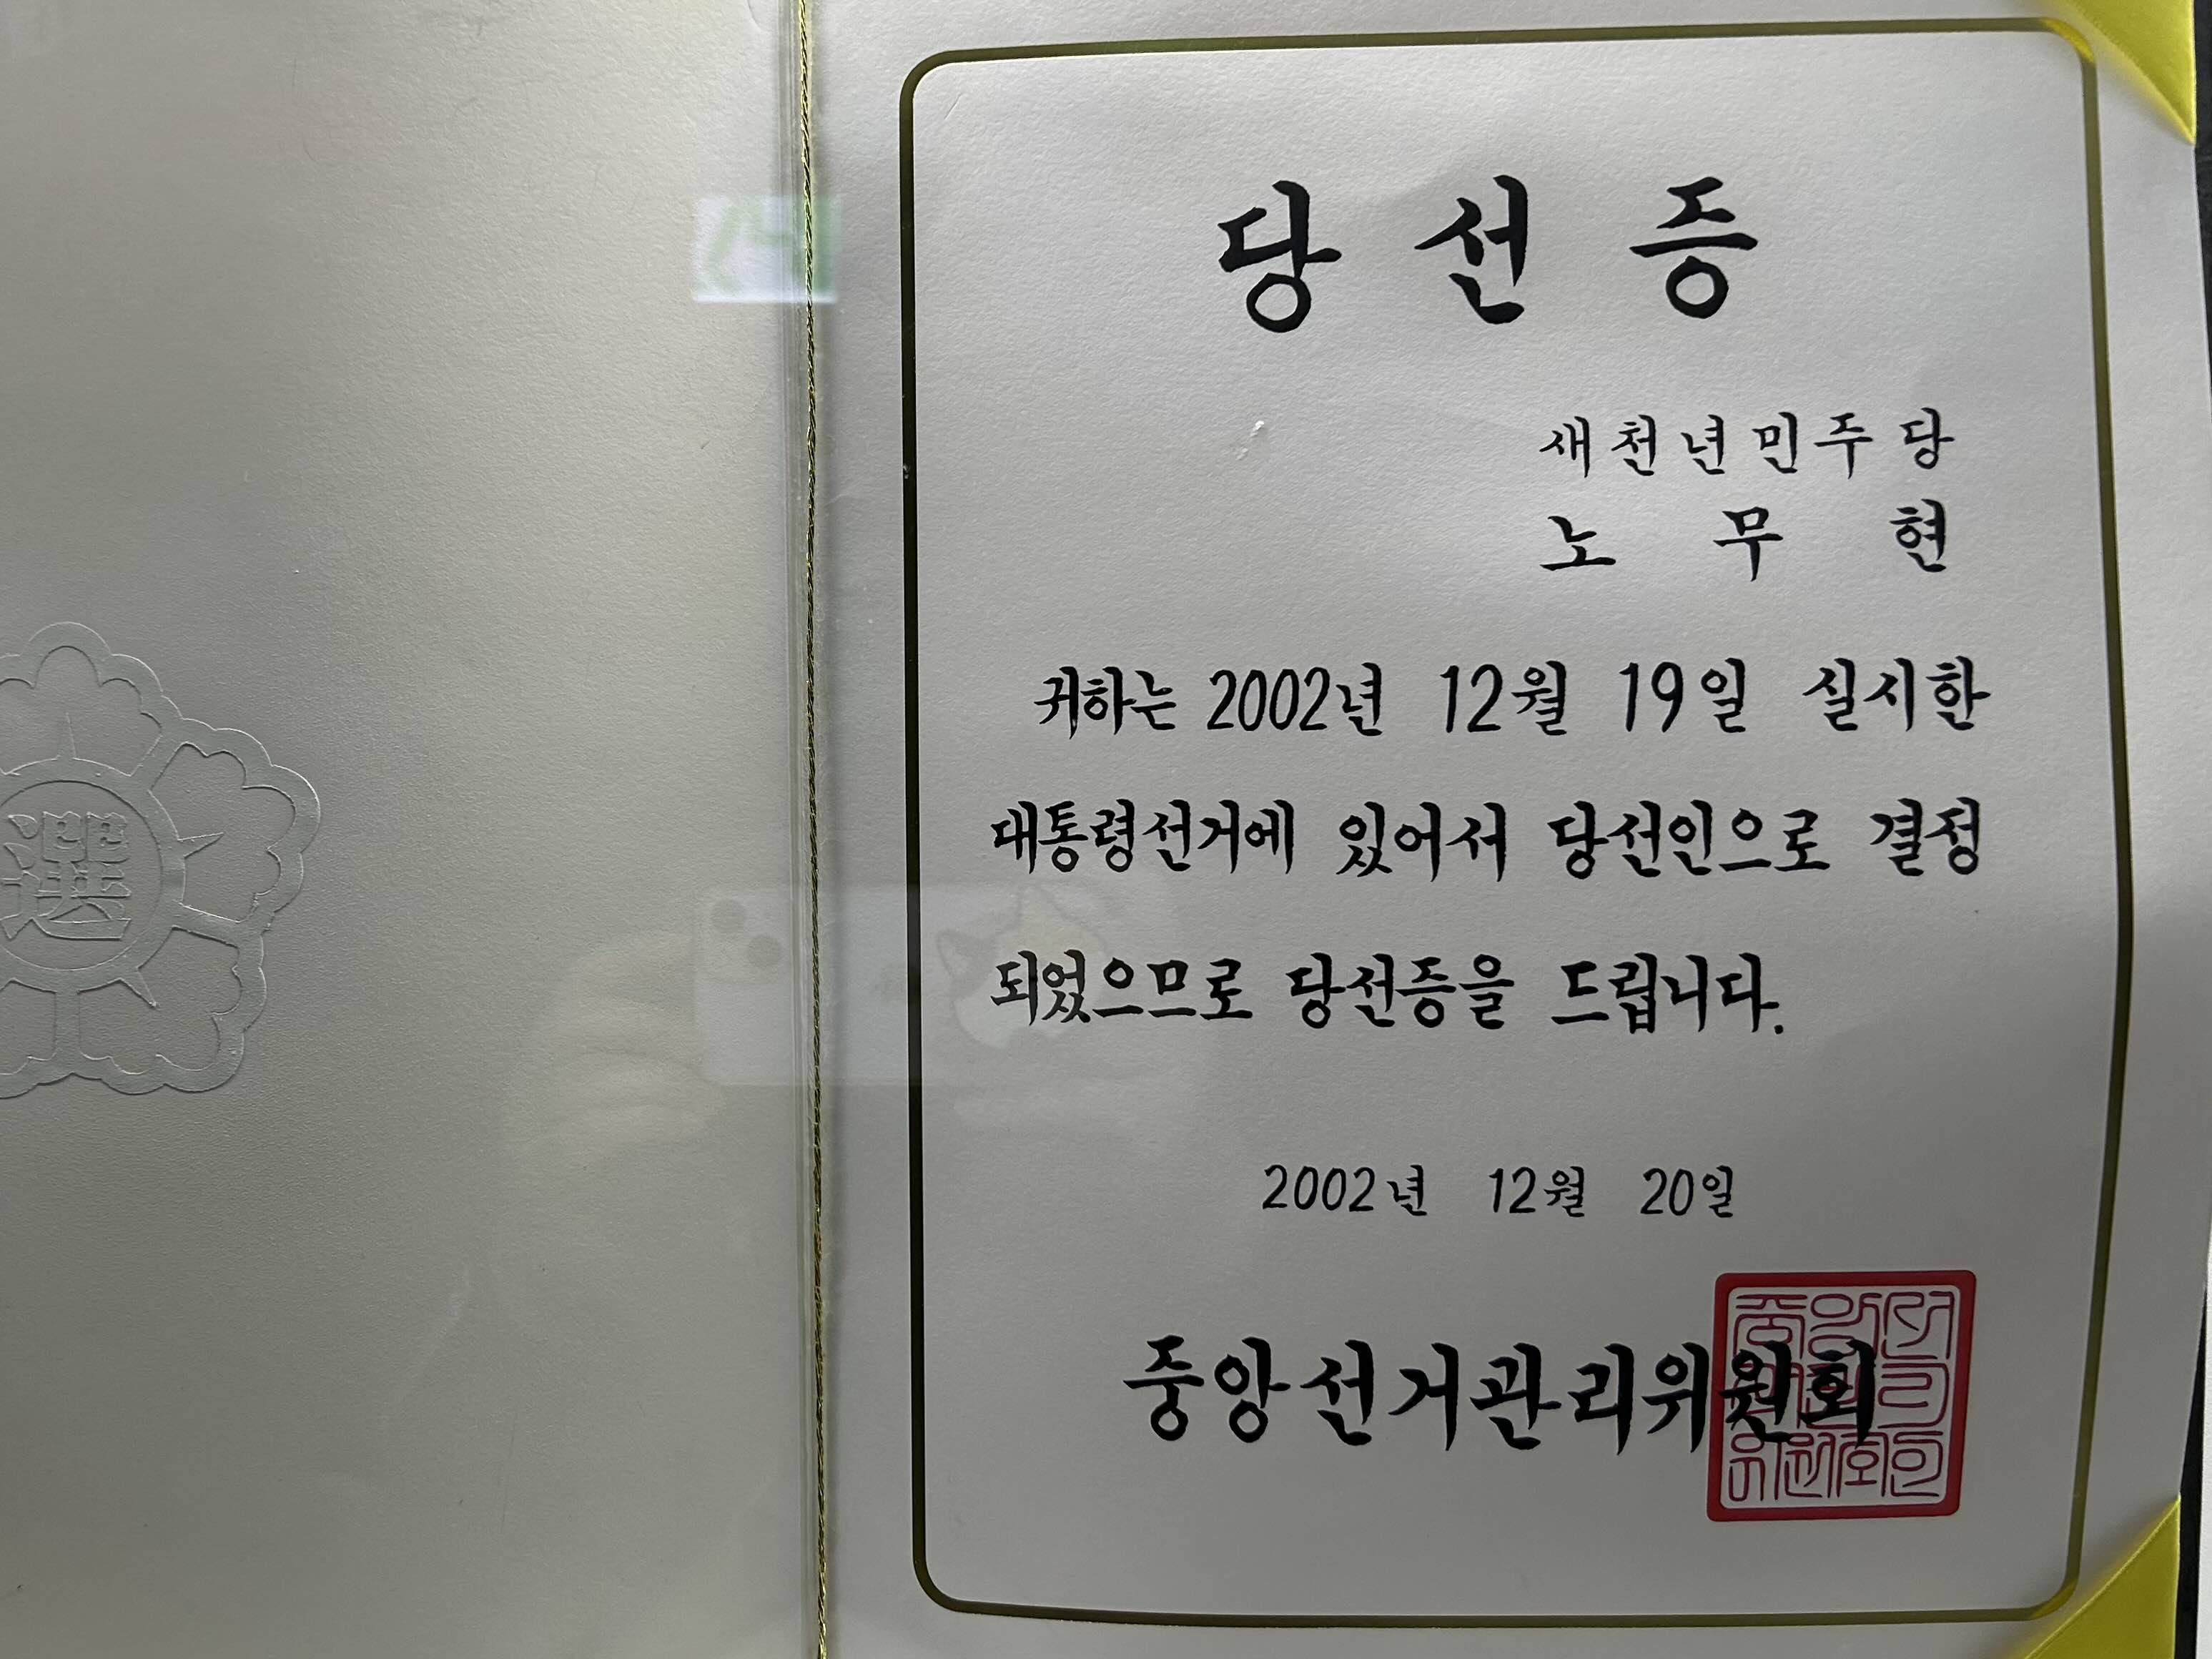 당선증
새천년민주당
노무현
귀하는 2002년 12월 19일 실시한
대통령선거에 있어서 당선인으로 결정
되었으므로 당선증을 드립니다.
2002년 12월 20일
중앙선거관리위원회
選